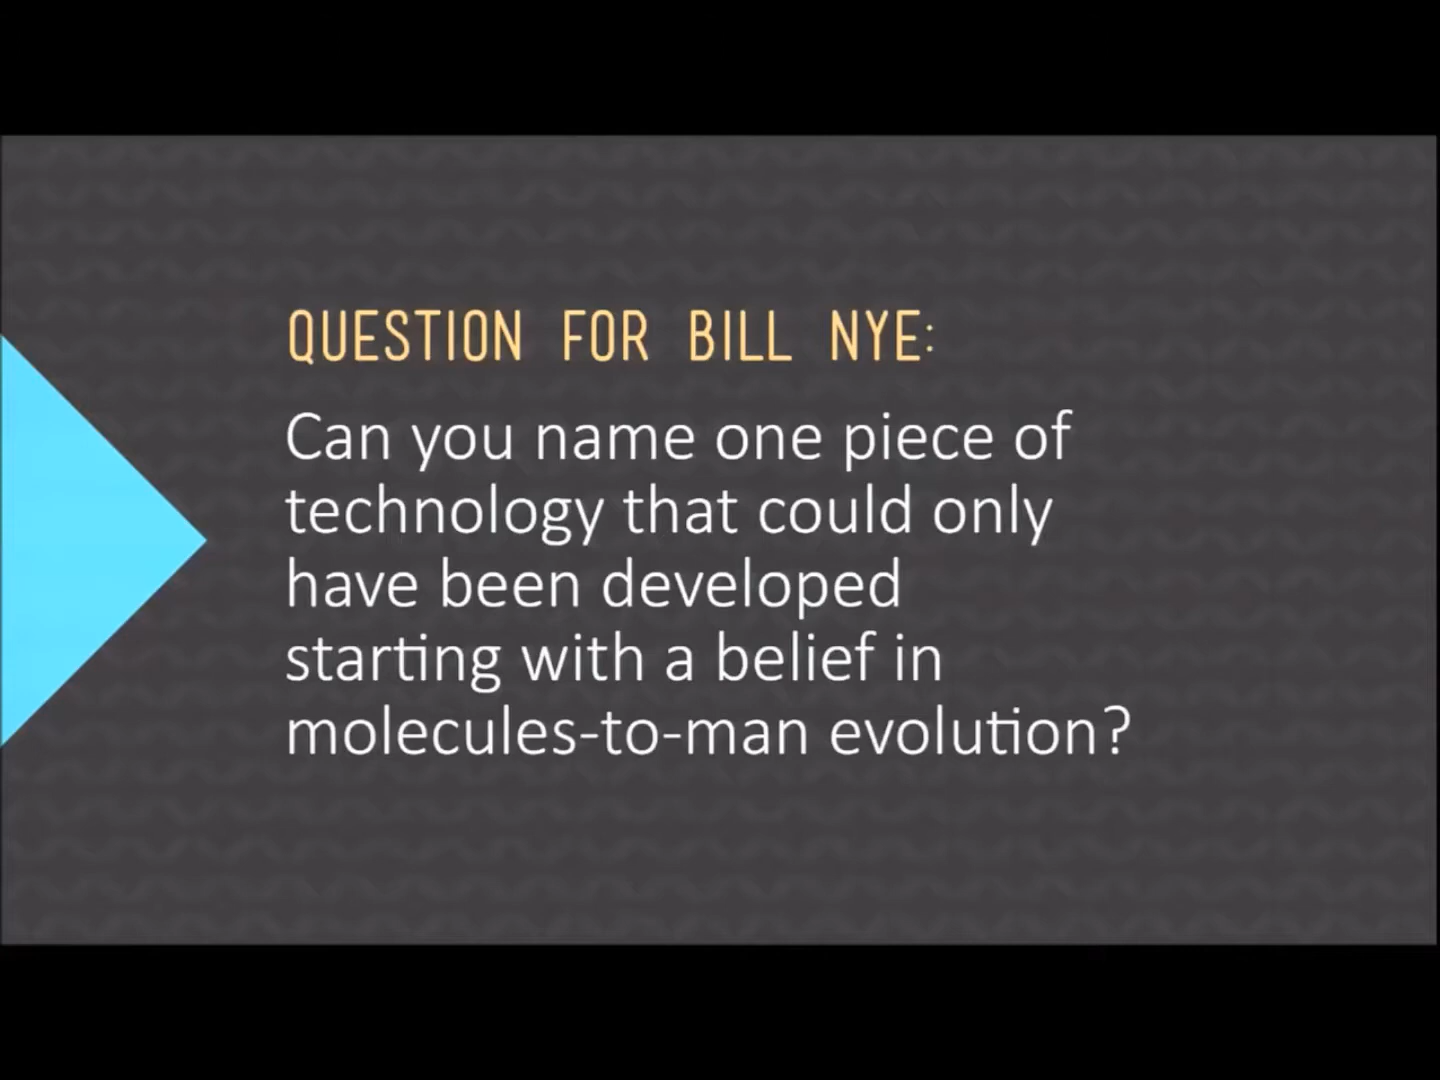 QUESTION FOR BILL NYE:
Can you name one piece of
technology that could only
have been developed
starting with a belief in
molecules-to-man evolution?